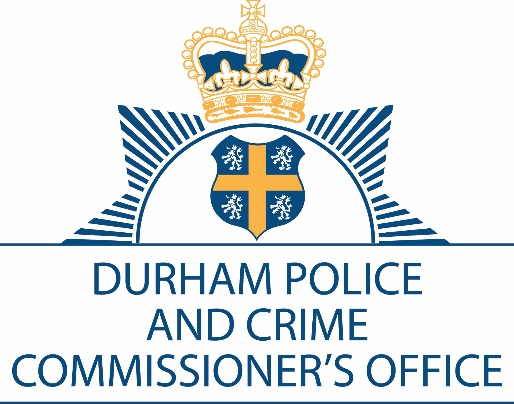 DURHAM POLICE
AND CRIME
COMMISSIONER'S OFFICE